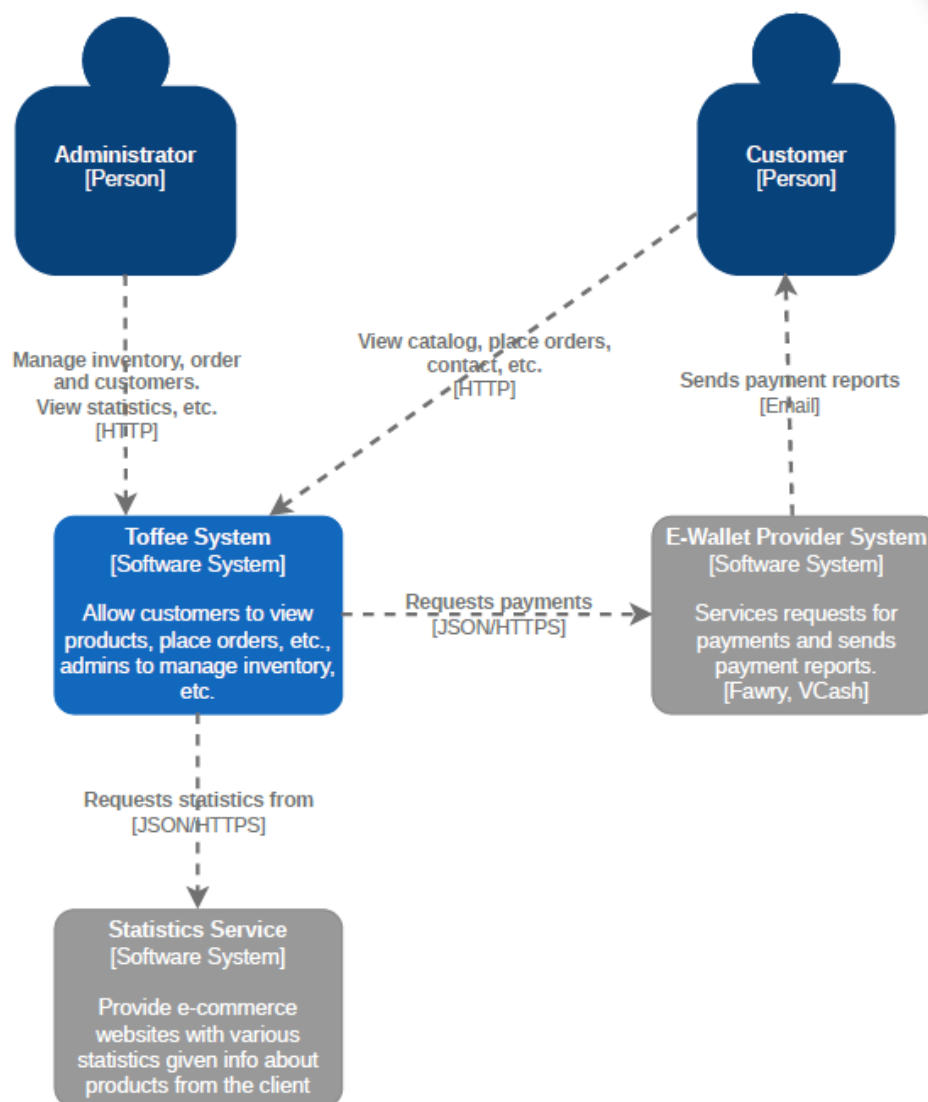 Administrator
[Person]
Customer
[Person]
Manage inventory, order
and customers.
View statistics, etc.
[HTTP]
View catalog, place orders,
contact, etc.
[HTTP]
Sends payment reports
[Email]
Toffee System
[Software System]
Allow customers to view
products, place orders, etc.,
admins to manage inventory,
etc.
Requests payments
[JSON/HTTPS]
E-Wallet Provider System
[Software System]
Services requests for
payments and sends
payment reports.
[Fawry, VCash]
Requests statistics from
[JSON/HTTPS]
Statistics Service
[Software System]
Provide e-commerce
websites with various
statistics given info about
products from the client